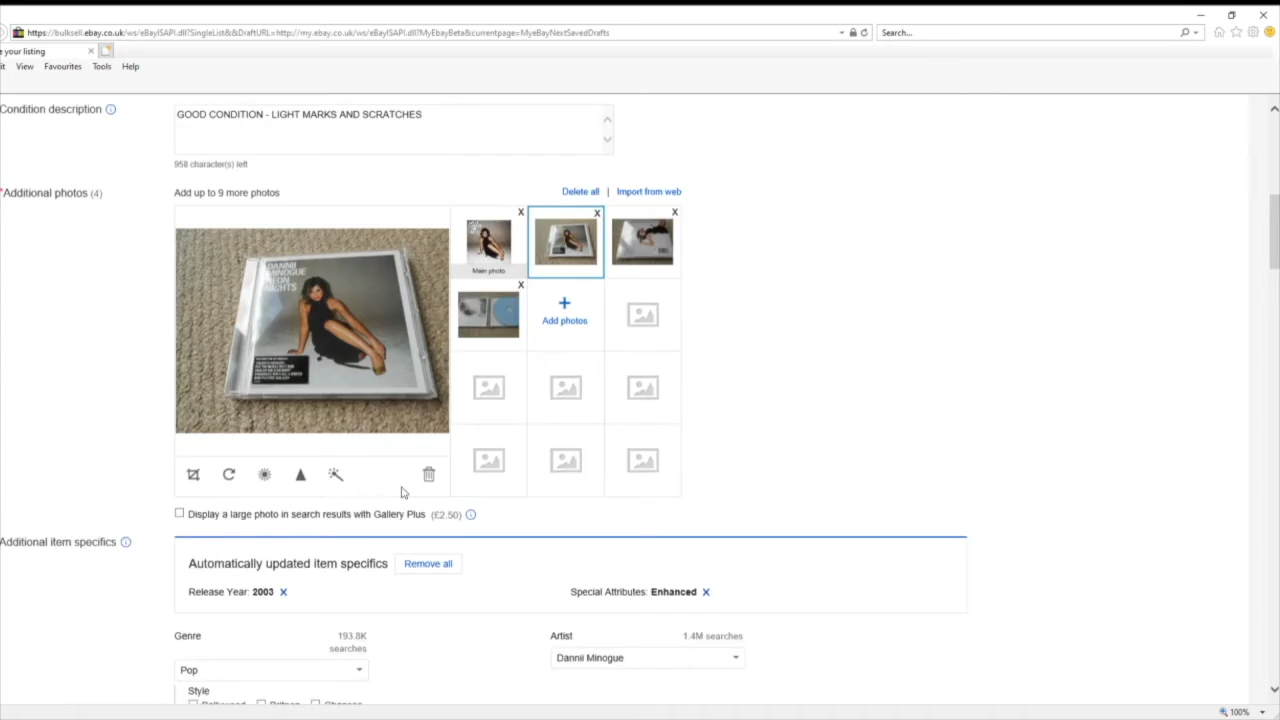 https://bulksell.ebay.co.uk/ws/eBayISAPI.dll?SingleList&&DraftURL=http://my.ebay.co.uk/ws/eBayISAPI.dll?MyEbayBeta&currentpage=MyeBayNextSavedDrafts
Search...
e your listing
it View Favourites Tools Help
Condition description
GOOD CONDITION - LIGHT MARKS AND SCRATCHES
958 character(s) left
*Additional photos (4)
Add up to 9 more photos
Delete all | Import from web
X X X
DANNII
MINOGUE
NEON
NIGHTS
Main photo
X
+
Add photos
Display a large photo in search results with Gallery Plus (£2.50)
Additional item specifics
Automatically updated item specifics Remove all
Release Year: 2003 X
Special Attributes: Enhanced X
Genre 193.8K
searches
Artist 1.4M searches
Pop
Dannii Minogue
Style
100%